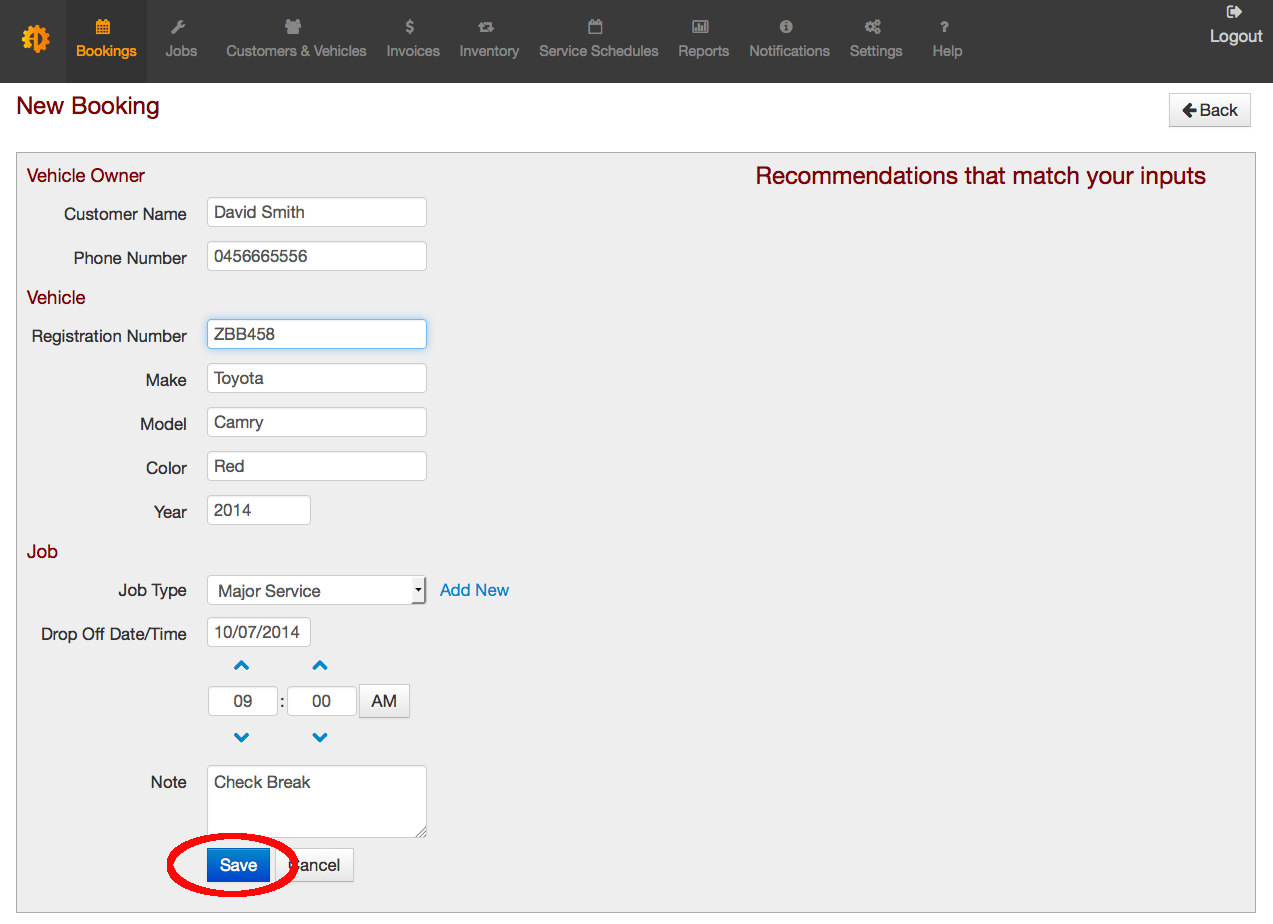 Bookings Jobs Customers & Vehicles Invoices Inventory Service Schedules Reports Notifications Settings Help Logout
New Booking
Back
Vehicle Owner
Recommendations that match your inputs
Customer Name David Smith
Phone Number 0456665556
Vehicle
Registration Number ZBB458
Make Toyota
Model Camry
Color Red
Year 2014
Job
Job Type Major Service Add New
Drop Off Date/Time 10/07/2014
09 : 00 AM
Note Check Break
Save Cancel